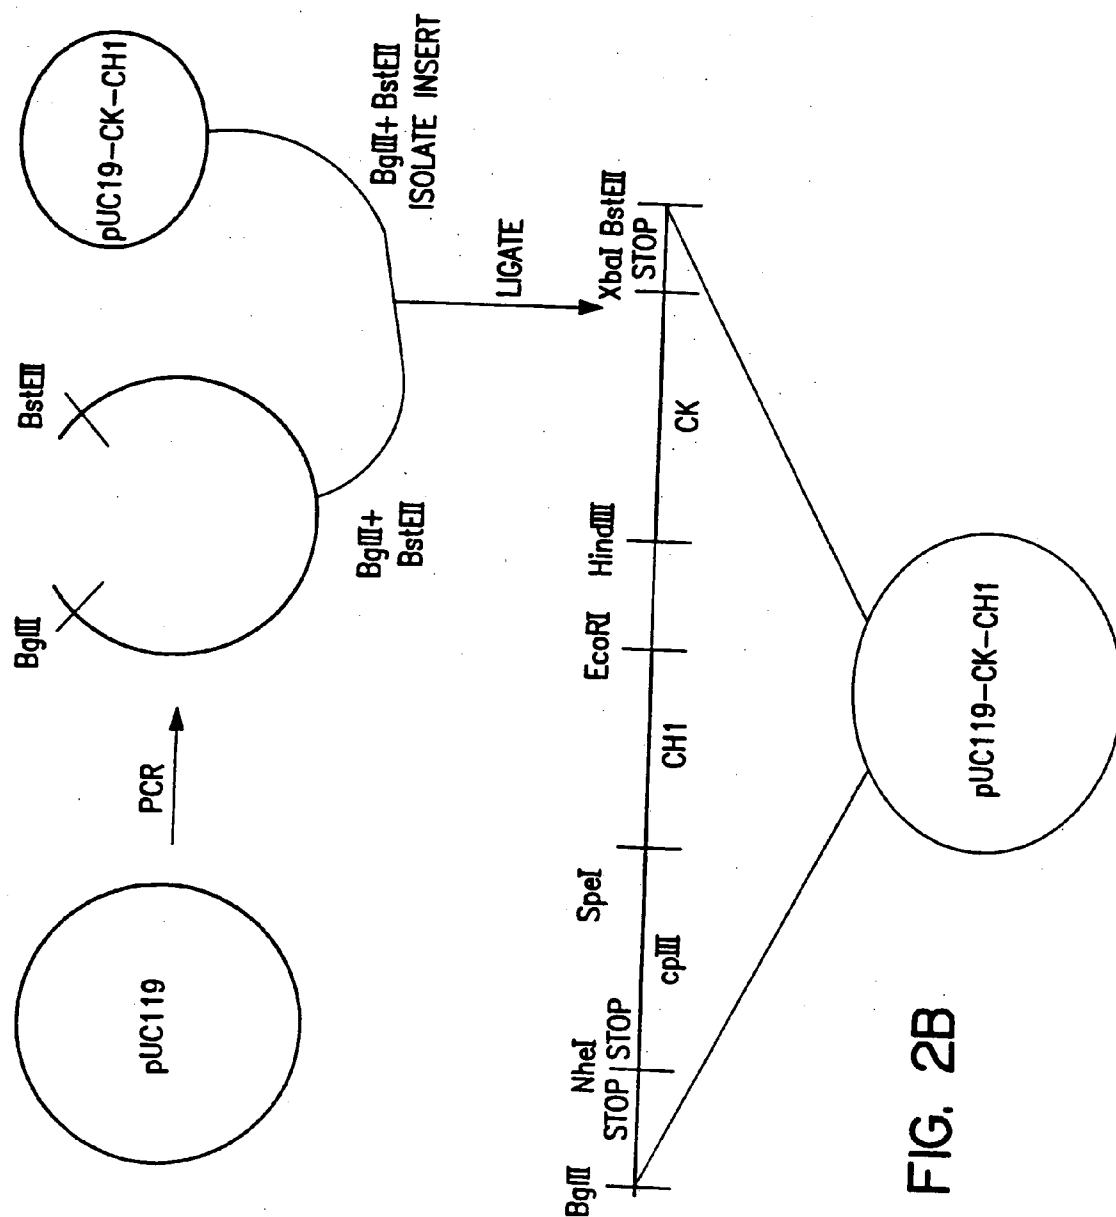 pUC119
PCR
BglII
BstEII
BglII+
BstEII
pUC19-CK-CH1
BglII+BstEII
ISOLATE INSERT
LIGATE
BglII
STOP
NheI
STOP
cpIII
SpeI
CH1
EcoRI
HindIII
CK
XbaI BstEII
STOP
pUC119-CK-CH1
FIG. 2B